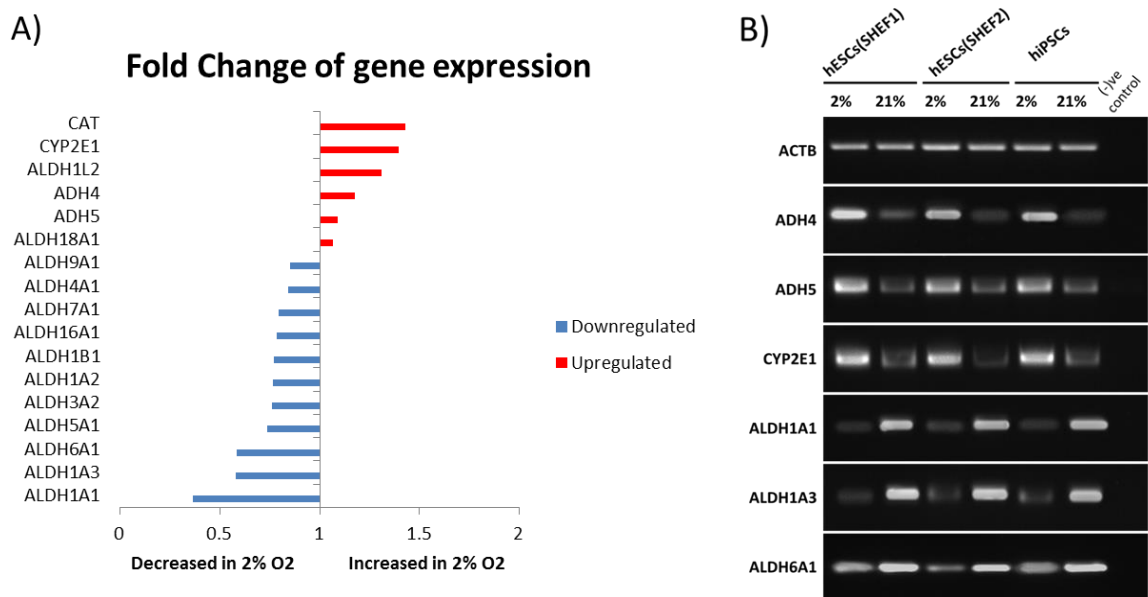 A)
Fold Change of gene expression
CAT
CYP2E1
ALDH1L2
ADH4
ADH5
ALDH18A1
ALDH9A1
ALDH4A1
ALDH7A1
ALDH16A1
ALDH1B1
ALDH1A2
ALDH3A2
ALDH5A1
ALDH6A1
ALDH1A3
ALDH1A1
0 0.5 1 1.5 2
Decreased in 2% O2 Increased in 2% O2
Downregulated
Upregulated
B)
hESCs(SHEF1) hESCs(SHEF2) hiPSCs
2% 21% 2% 21% 2% 21%
(-)ve
control
ACTB
ADH4
ADH5
CYP2E1
ALDH1A1
ALDH1A3
ALDH6A1